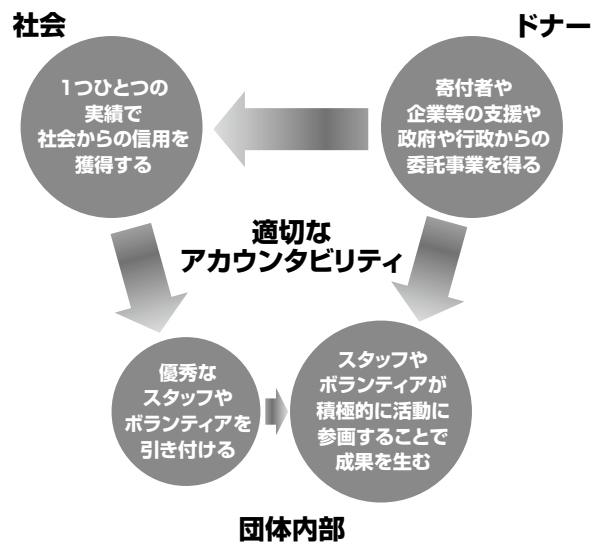 社会
ドナー
1つひとつの
実績で
社会からの信用を
獲得する
寄付者や
企業等の支援や
政府や行政からの
委託事業を得る
適切な
アカウンタビリティ
優秀な
スタッフや
ボランティアを
引き付ける
スタッフや
ボランティアが
積極的に活動に
参画することで
成果を生む
団体内部